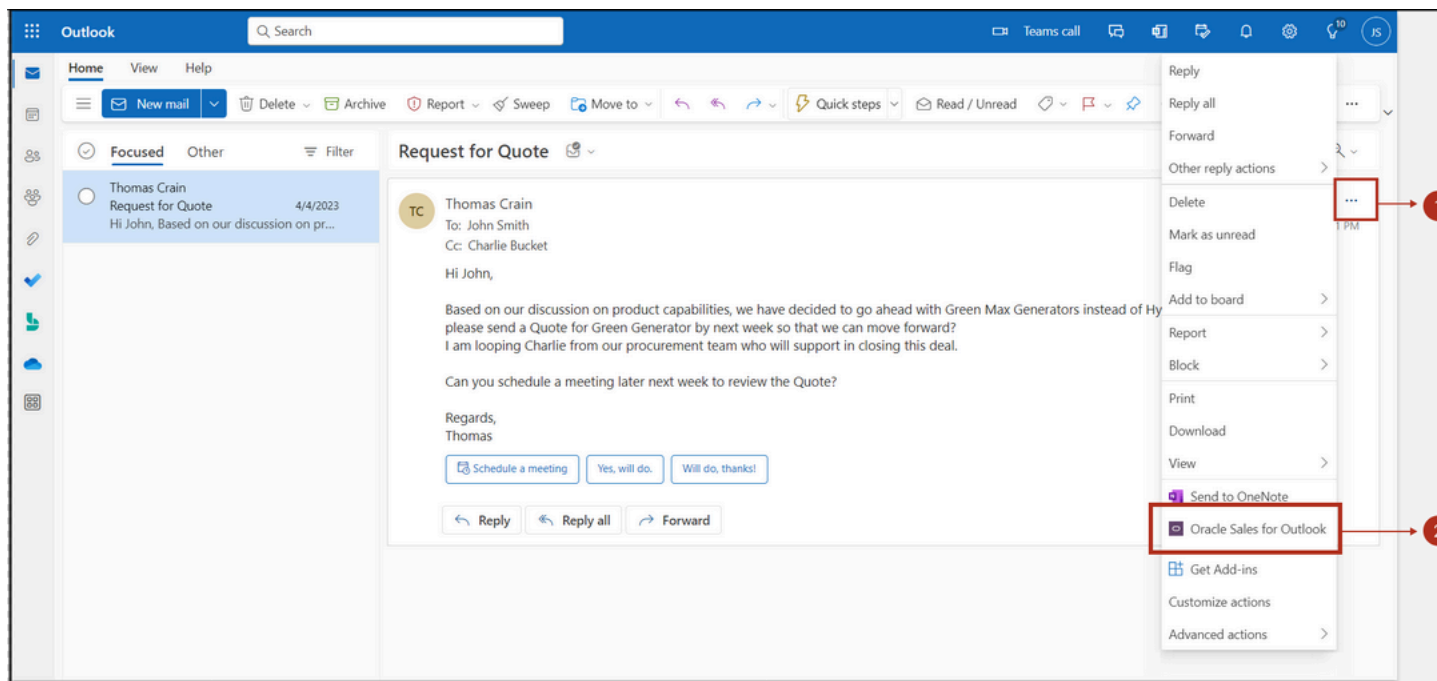 Outlook
Search
Teams call
10
JS
Home View Help
New mail
Delete
Archive
Report
Sweep
Move to
Quick steps
Read / Unread
Focused Other Filter
Thomas Crain
Request for Quote 4/4/2023
Hi John, Based on our discussion on pr...
Request for Quote
TC
Thomas Crain
To: John Smith
Cc: Charlie Bucket
PM
Hi John,
Based on our discussion on product capabilities, we have decided to go ahead with Green Max Generators instead of Hy
please send a Quote for Green Generator by next week so that we can move forward?
I am looping Charlie from our procurement team who will support in closing this deal.
Can you schedule a meeting later next week to review the Quote?
Regards,
Thomas
Schedule a meeting Yes, will do. Will do, thanks!
Reply Reply all Forward
Reply
Reply all
Forward
Other reply actions
Delete
Mark as unread
Flag
Add to board
Report
Block
Print
Download
View
Send to OneNote
Oracle Sales for Outlook
Get Add-ins
Customize actions
Advanced actions
1
2